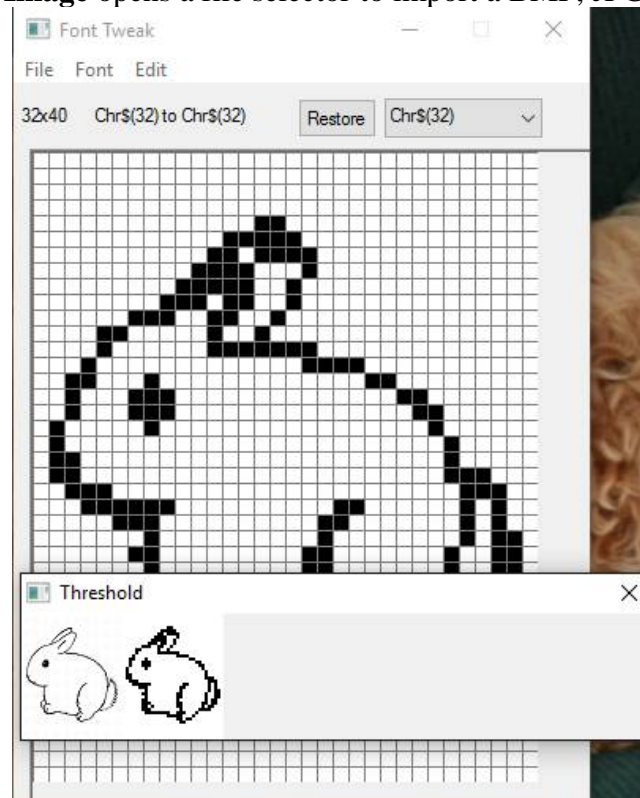 Image opens a file selector to import a BMP, JPG
Font Tweak
File Font Edit
32x40 Chr$(32) to Chr$(32) Restore Chr$(32)
Threshold